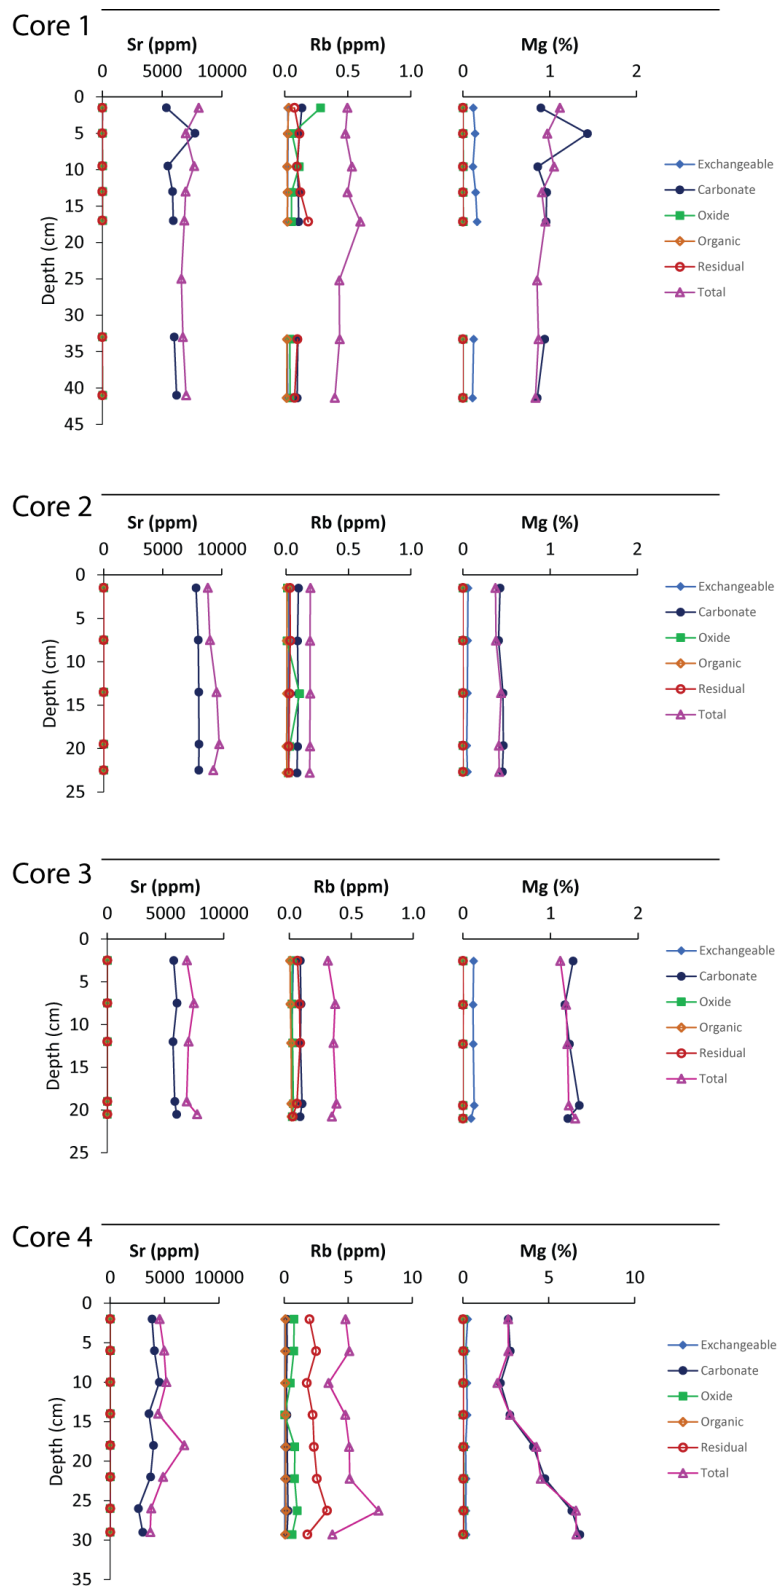 Core 1
Sr (ppm) Rb (ppm) Mg (%)
0 5000 10000 0.0 0.5 1.0 0 1 2
0
5
10
15
20
25
30
35
40
45
Depth (cm)
Exchangeable
Carbonate
Oxide
Organic
Residual
Total
Core 2
Sr (ppm) Rb (ppm) Mg (%)
0 5000 10000 0.0 0.5 1.0 0 1 2
0
5
10
15
20
25
Depth (cm)
Exchangeable
Carbonate
Oxide
Organic
Residual
Total
Core 3
Sr (ppm) Rb (ppm) Mg (%)
0 5000 10000 0.0 0.5 1.0 0 1 2
0
5
10
15
20
25
Depth (cm)
Exchangeable
Carbonate
Oxide
Organic
Residual
Total
Core 4
Sr (ppm) Rb (ppm) Mg (%)
0 5000 10000 0 5 10 0 5 10
0
5
10
15
20
25
30
35
Depth (cm)
Exchangeable
Carbonate
Oxide
Organic
Residual
Total